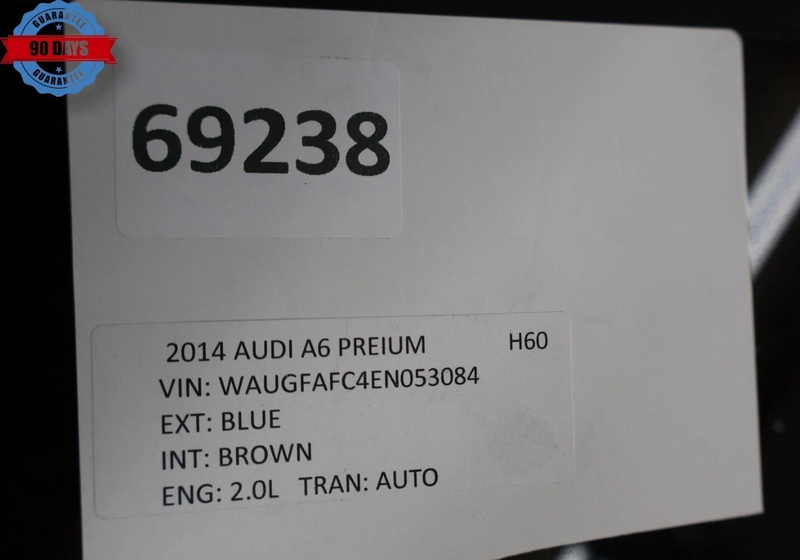 GUARANTEE
90 DAYS
GUARANTEE
69238
2014 AUDI A6 PREIUM H60
VIN: WAUGFAFC4EN053084
EXT: BLUE
INT: BROWN
ENG: 2.0L TRAN: AUTO